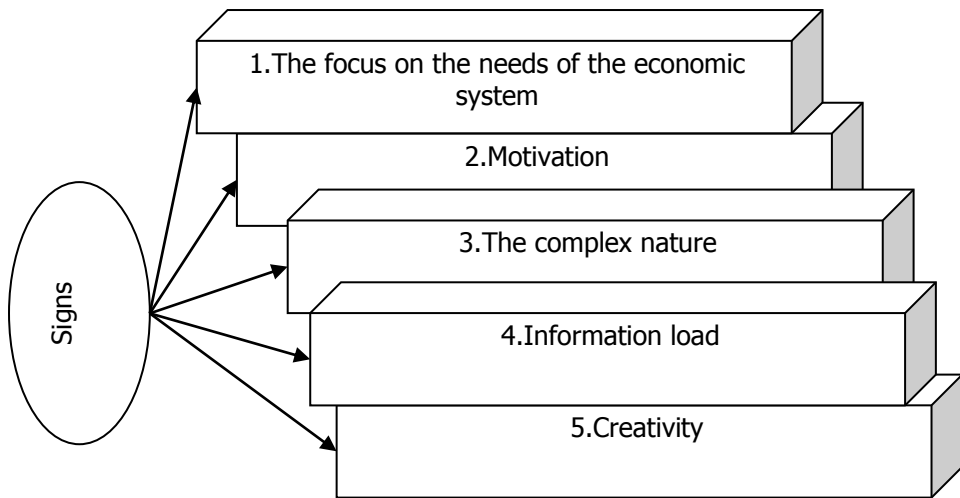 1.The focus on the needs of the economic
system
2.Motivation
3.The complex nature
Signs
4.Information load
5.Creativity